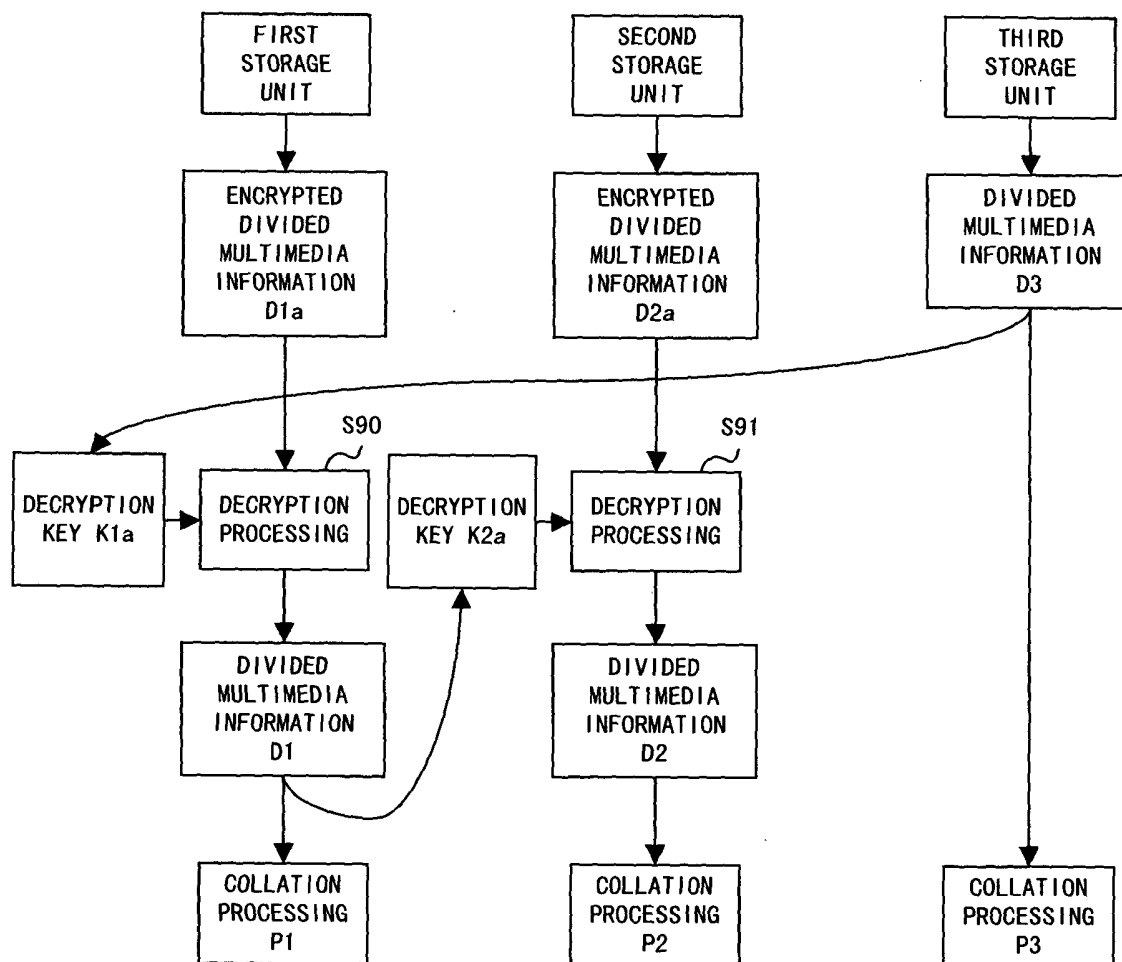 FIRST
STORAGE
UNIT
SECOND
STORAGE
UNIT
THIRD
STORAGE
UNIT
ENCRYPTED
DIVIDED
MULTIMEDIA
INFORMATION
D1a
ENCRYPTED
DIVIDED
MULTIMEDIA
INFORMATION
D2a
DIVIDED
MULTIMEDIA
INFORMATION
D3
S90
S91
DECRYPTION
KEY K1a
DECRYPTION
PROCESSING
DECRYPTION
KEY K2a
DECRYPTION
PROCESSING
DIVIDED
MULTIMEDIA
INFORMATION
D1
DIVIDED
MULTIMEDIA
INFORMATION
D2
COLLATION
PROCESSING
P1
COLLATION
PROCESSING
P2
COLLATION
PROCESSING
P3